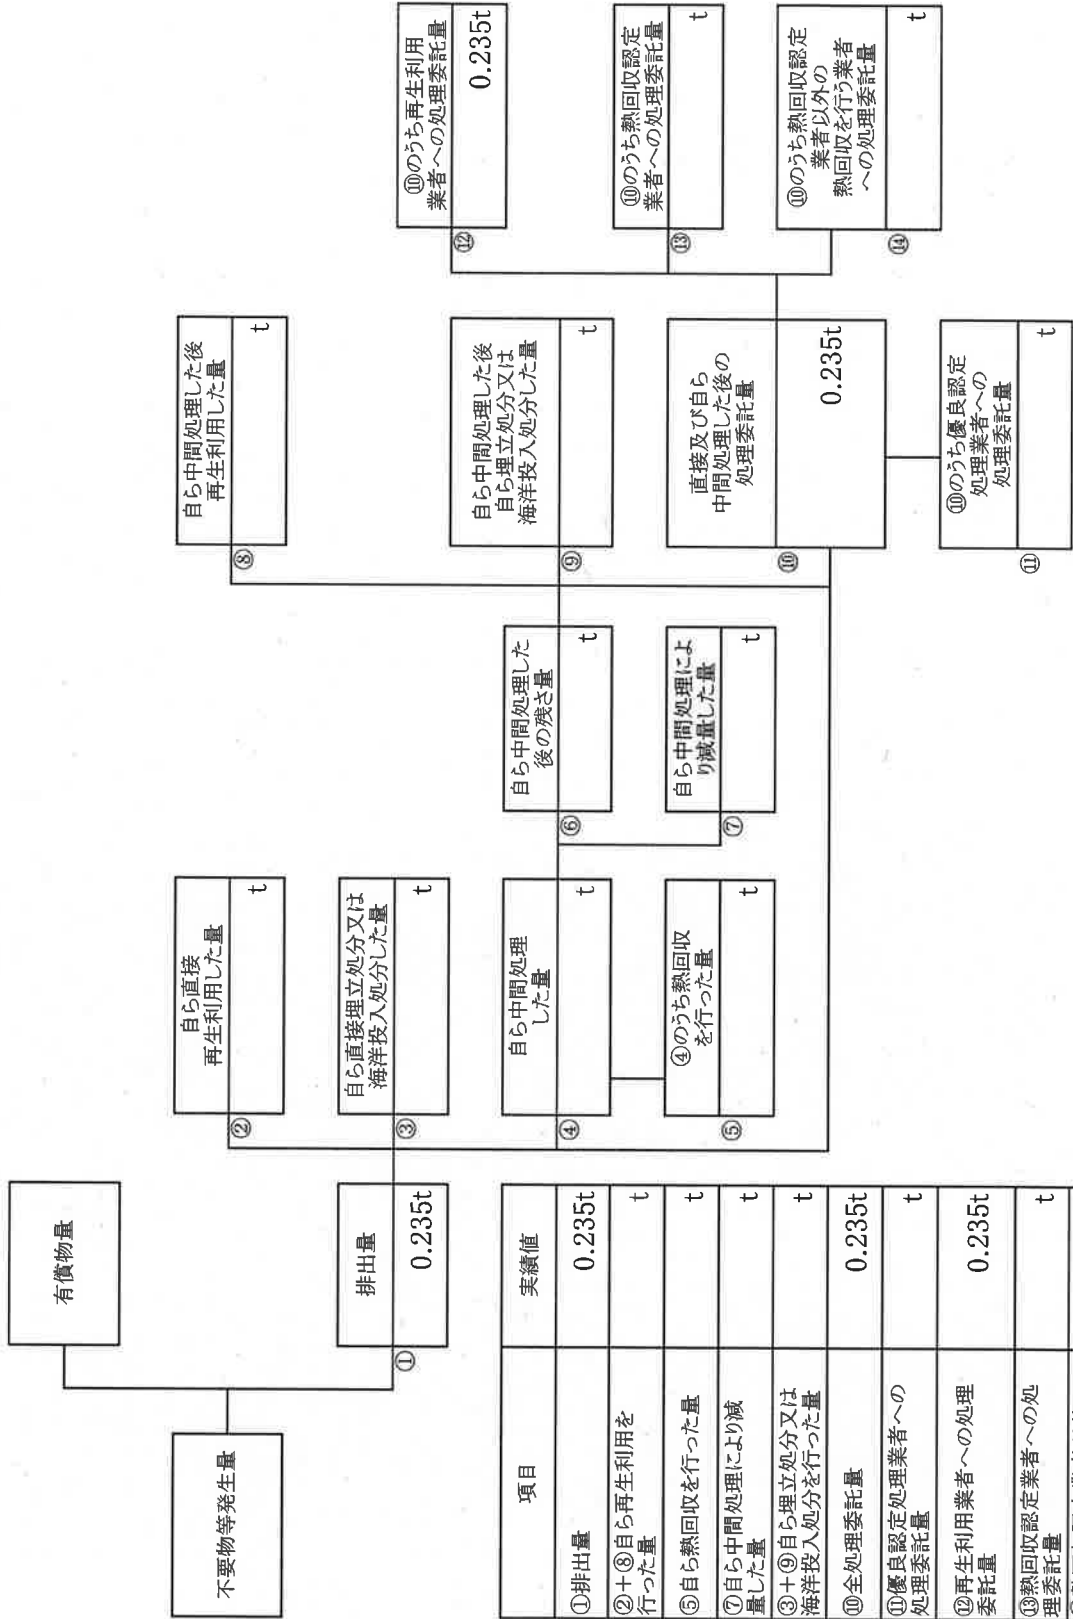 有償物量
不要物等発生量
排出量
①
0.235t
自ら直接
再生利用した量
②
t
自ら直接埋立処分又は
海洋投入処分した量
③
t
自ら中間処理
した量
④
t
④のうち熱回収
を行った量
⑤
t
自ら中間処理した
後の残さ量
⑥
t
自ら中間処理によ
り減量した量
⑦
t
自ら中間処理した後
再生利用した量
⑧
t
自ら中間処理した後
自ら埋立処分又は
海洋投入処分した量
⑨
t
直接及び自ら
中間処理した後の
処理委託量
⑩
0.235t
⑩のうち優良認定
処理業者への
処理委託量
⑪
t
⑩のうち再生利用
業者への処理委託量
⑫
0.235t
⑩のうち熱回収認定
業者への処理委託量
⑬
t
⑩のうち熱回収認定
業者以外の
熱回収を行う業者
への処理委託量
⑭
t
項目
実績値
①排出量
0.235t
②+⑧自ら再生利用を
行った量
t
⑤自ら熱回収を行った量
t
⑦自ら中間処理により減
量した量
t
③+⑨自ら埋立処分又は
海洋投入処分を行った量
t
⑩全処理委託量
0.235t
⑪優良認定処理業者への
処理委託量
t
⑫再生利用業者への処理
委託量
0.235t
⑬熱回収認定業者への処
理委託量
t